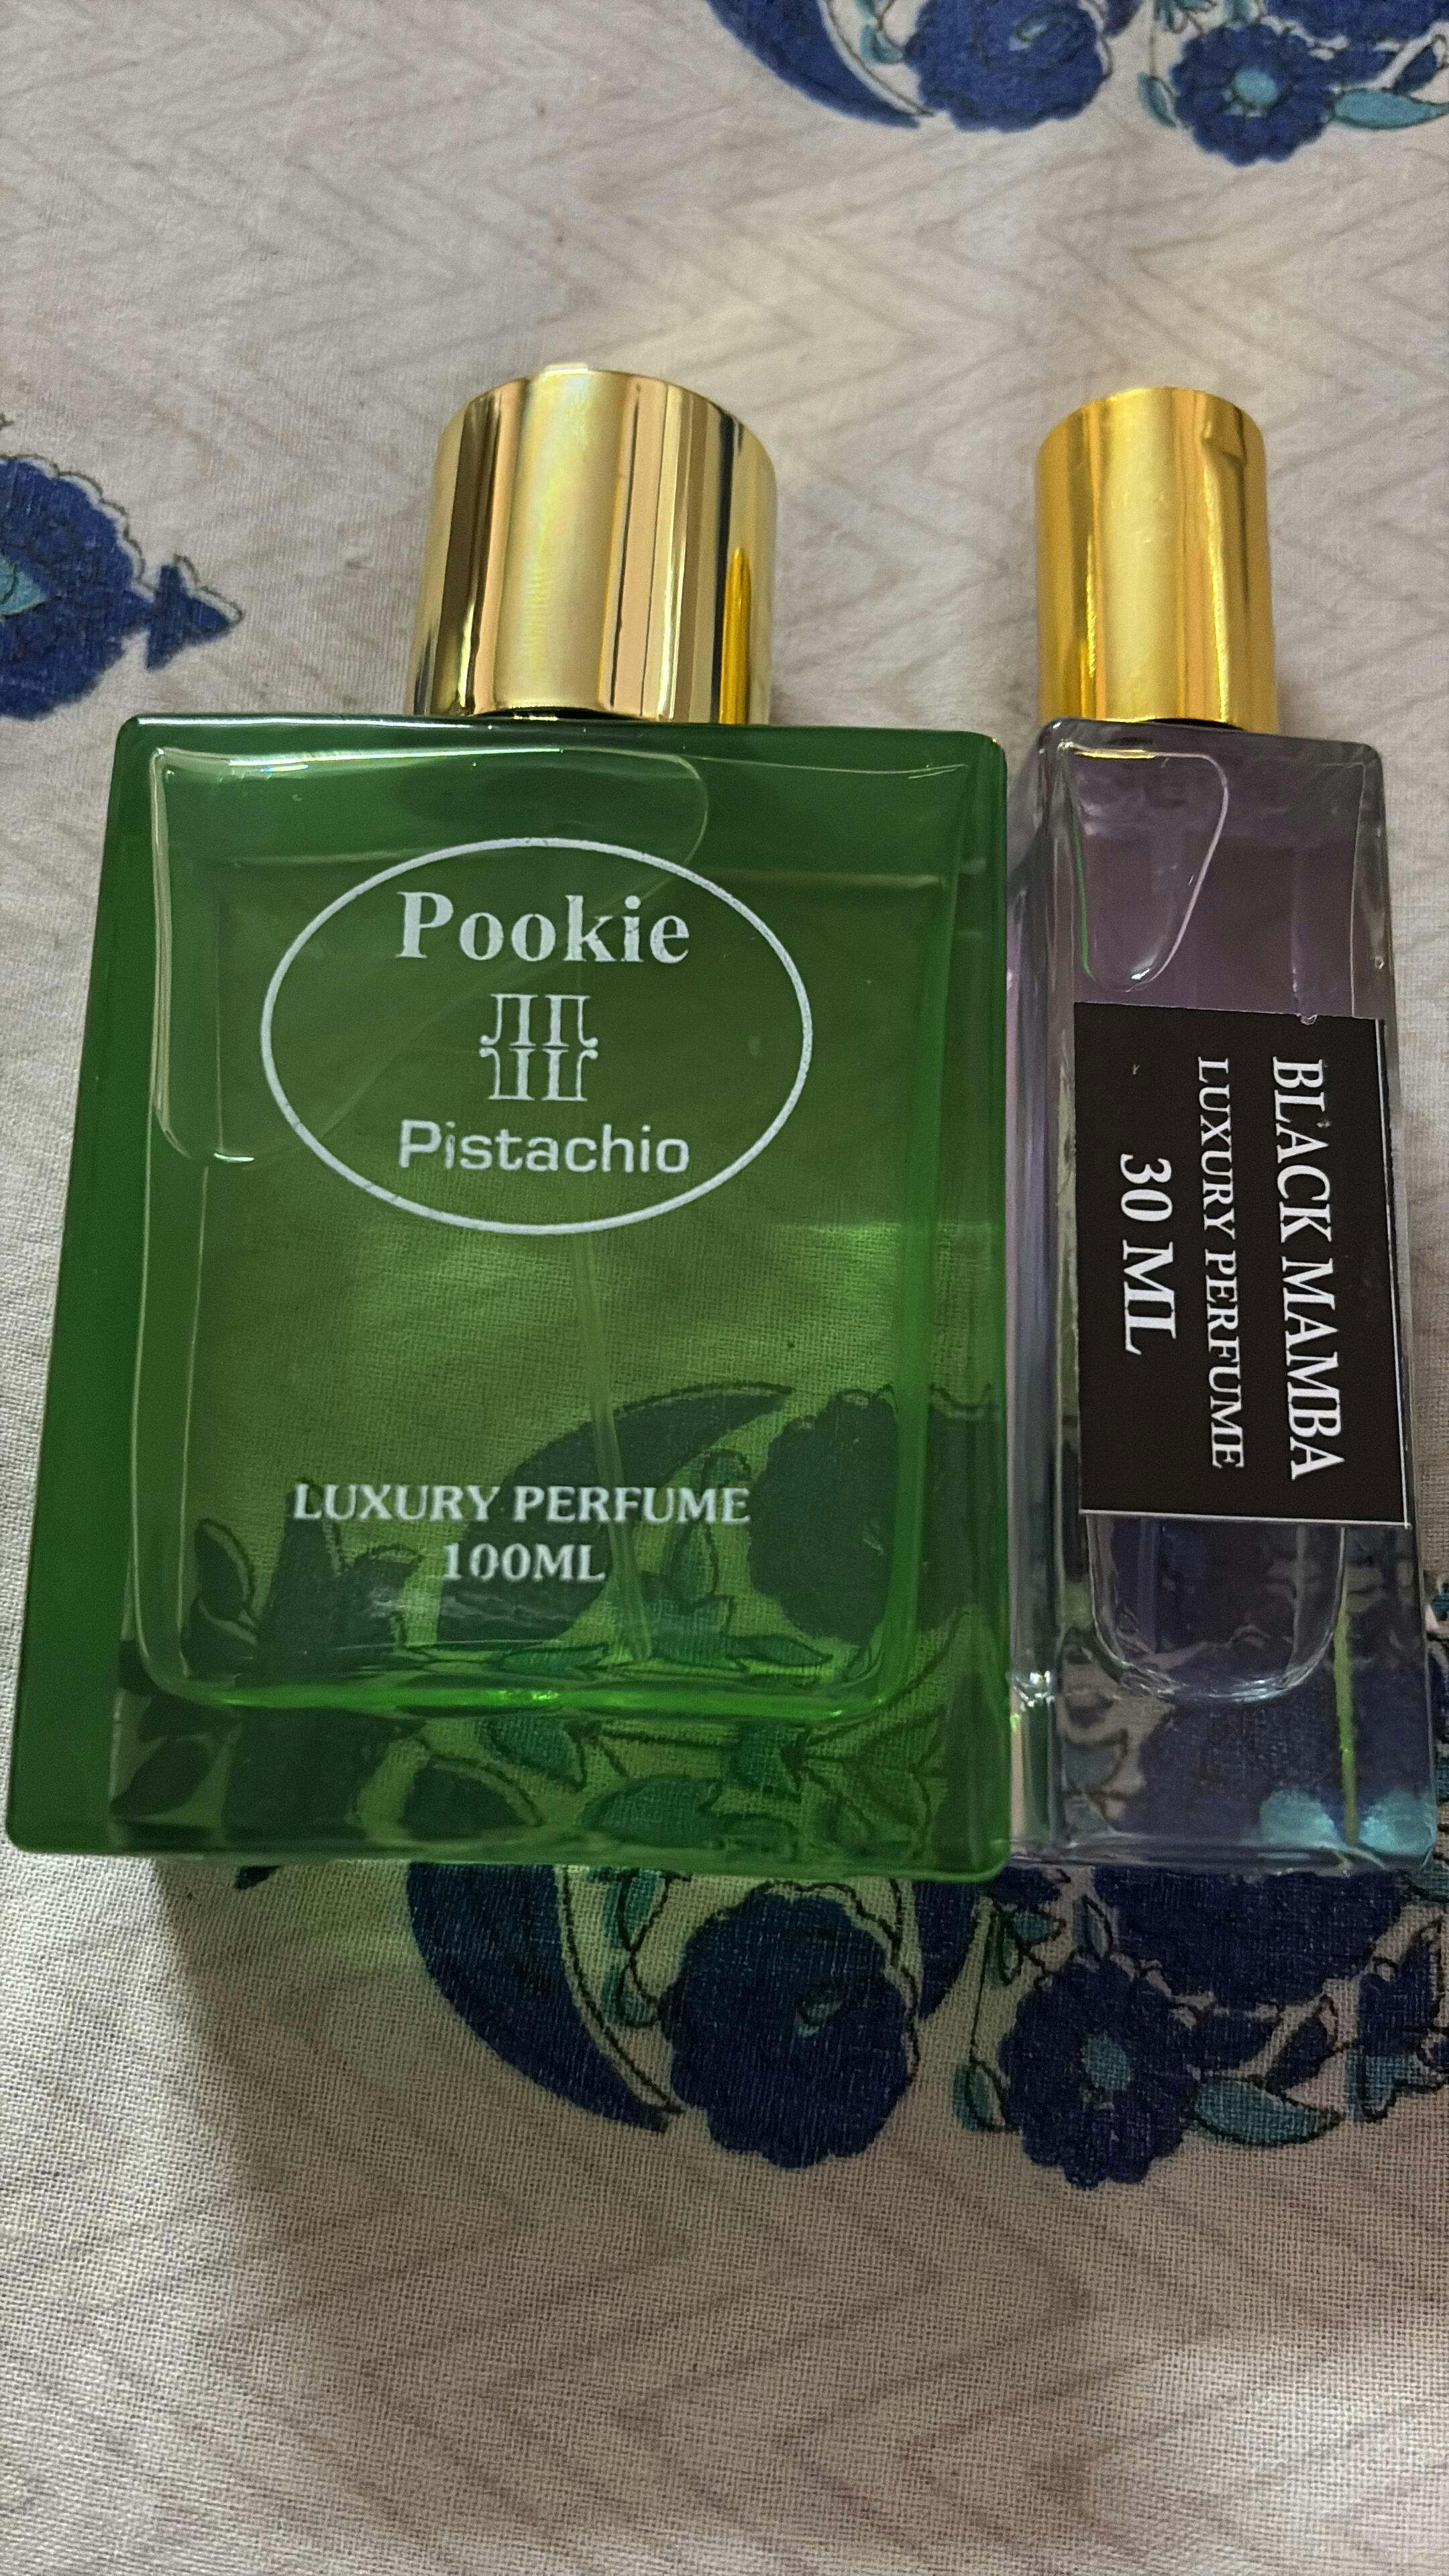 Pookie
Pistachio
LUXURY PERFUME
100ML
BLACK MAMBA
LUXURY PERFUME
30 ML